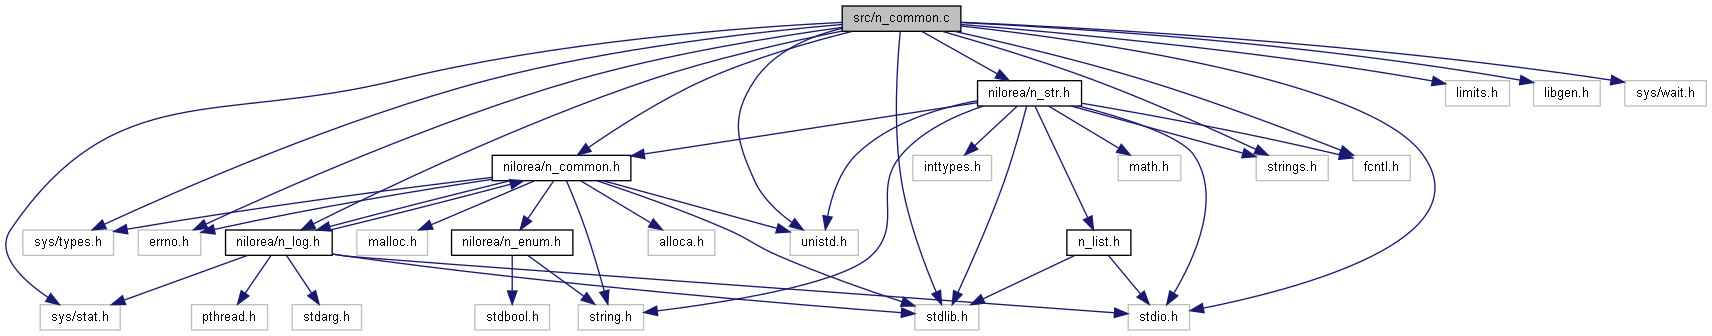 src/n_common.c
nilorea/n_str.h
limits.h
libgen.h
sys/wait.h
nilorea/n_common.h
inttypes.h
math.h
strings.h
fcntl.h
sys/types.h
errno.h
nilorea/n_log.h
malloc.h
nilorea/n_enum.h
alloca.h
unistd.h
n_list.h
sys/stat.h
pthread.h
stdarg.h
stdbool.h
string.h
stdlib.h
stdio.h